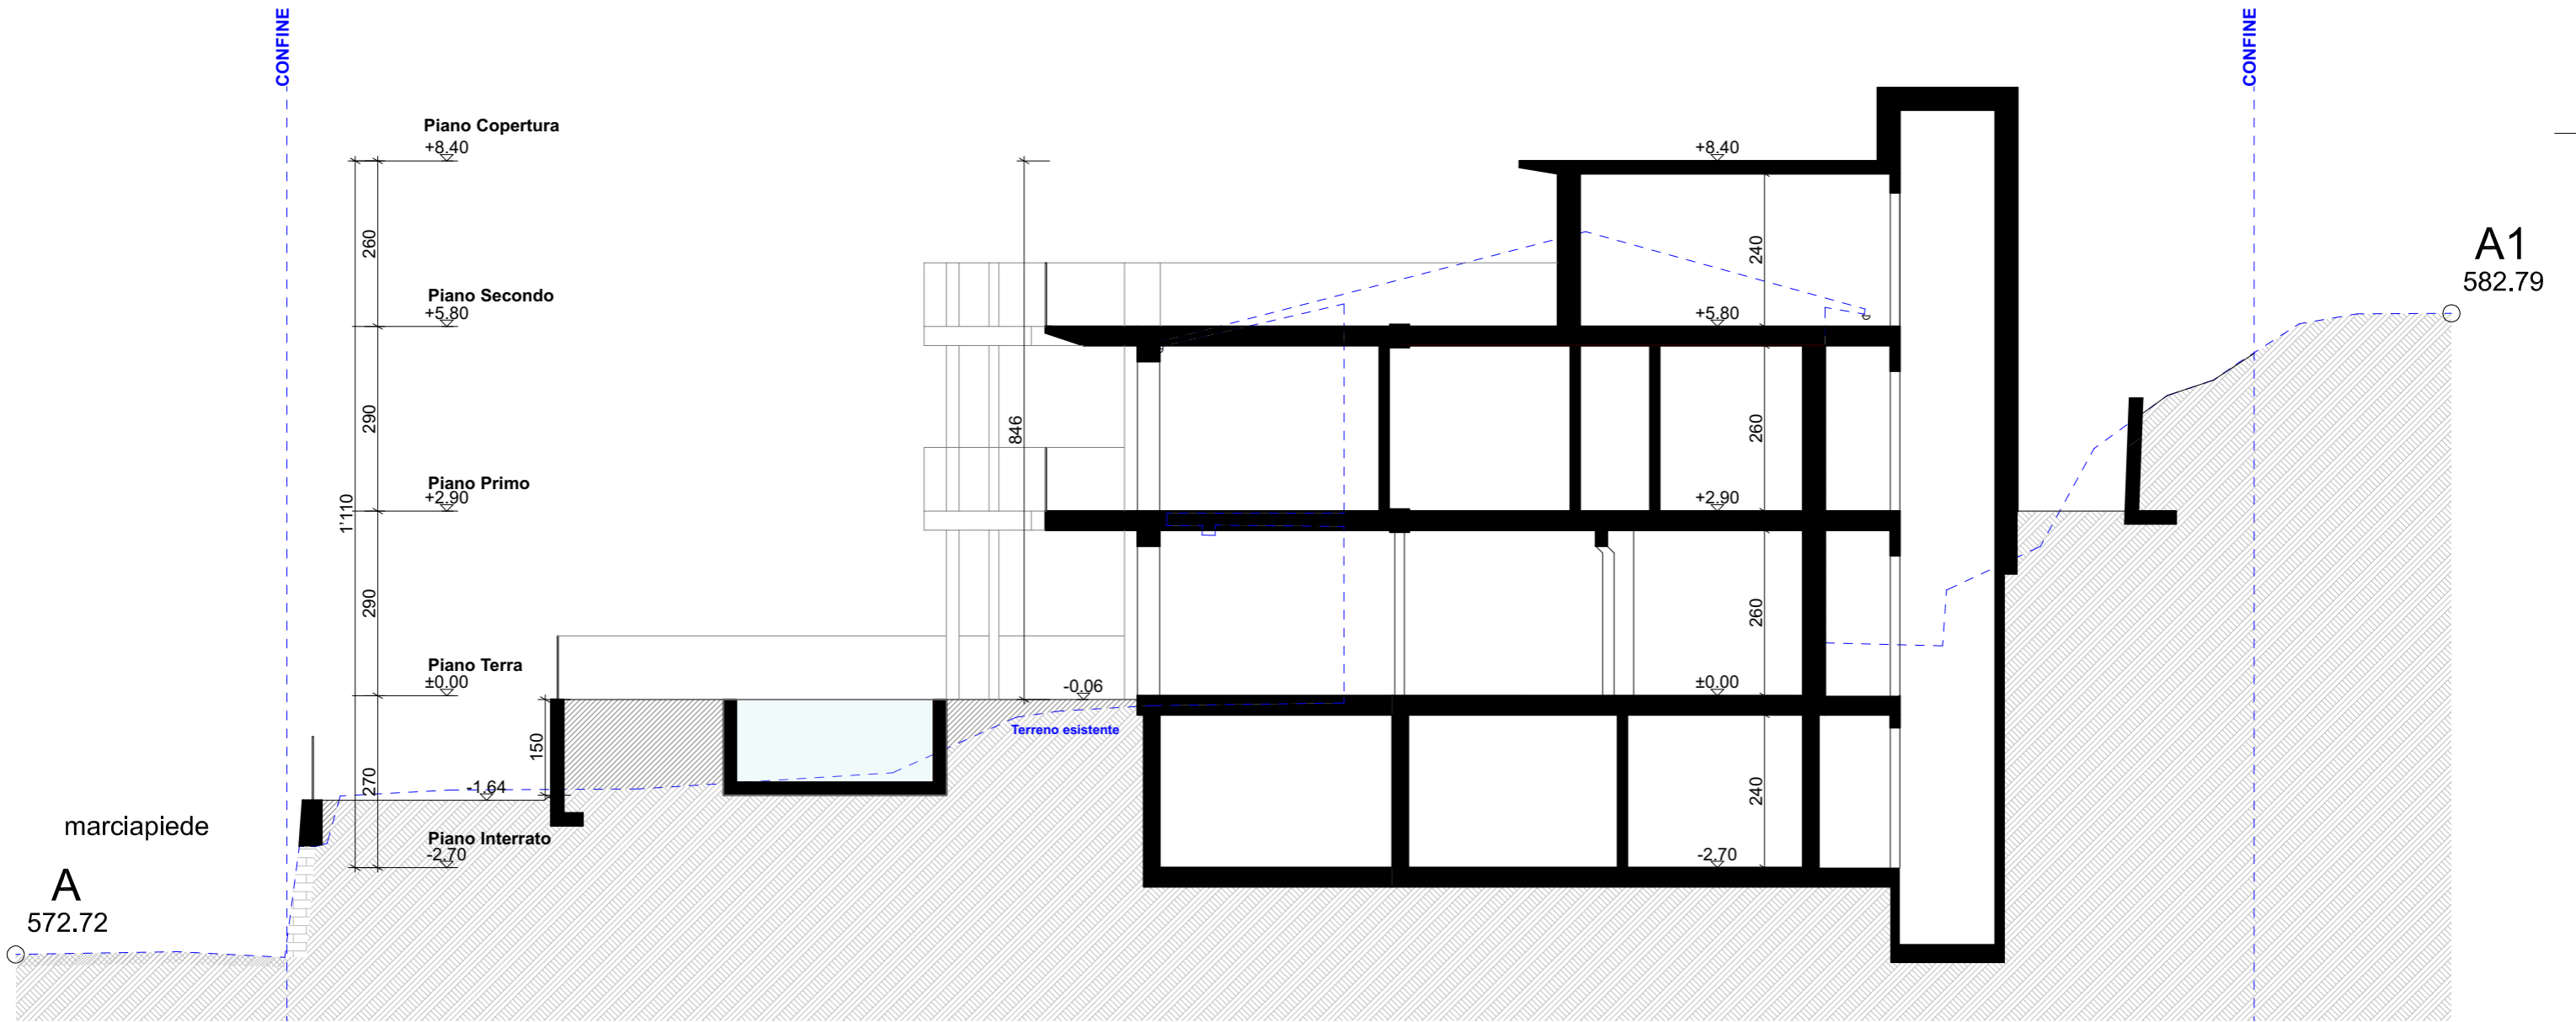 CONFINE
CONFINE
Piano Copertura
+8.40
+8.40
260
240
A1
582.79
Piano Secondo
+5.80
+5.80
290
846
260
Piano Primo
+2.90
+2.90
1'110
290
260
Piano Terra
±0.00
-0.06
±0.00
Terreno esistente
150
270
-1.64
240
marciapiede
Piano Interrato
-2.70
-2.70
A
572.72